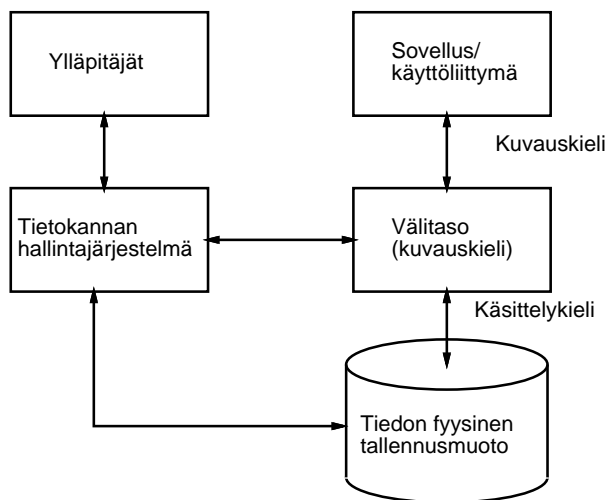 Ylläpitäjät
Sovellus/
käyttöliittymä
Kuvauskieli
Tietokannan
hallintajärjestelmä
Välitaso
(kuvauskieli)
Käsittelykieli
Tiedon fyysinen
tallennusmuoto